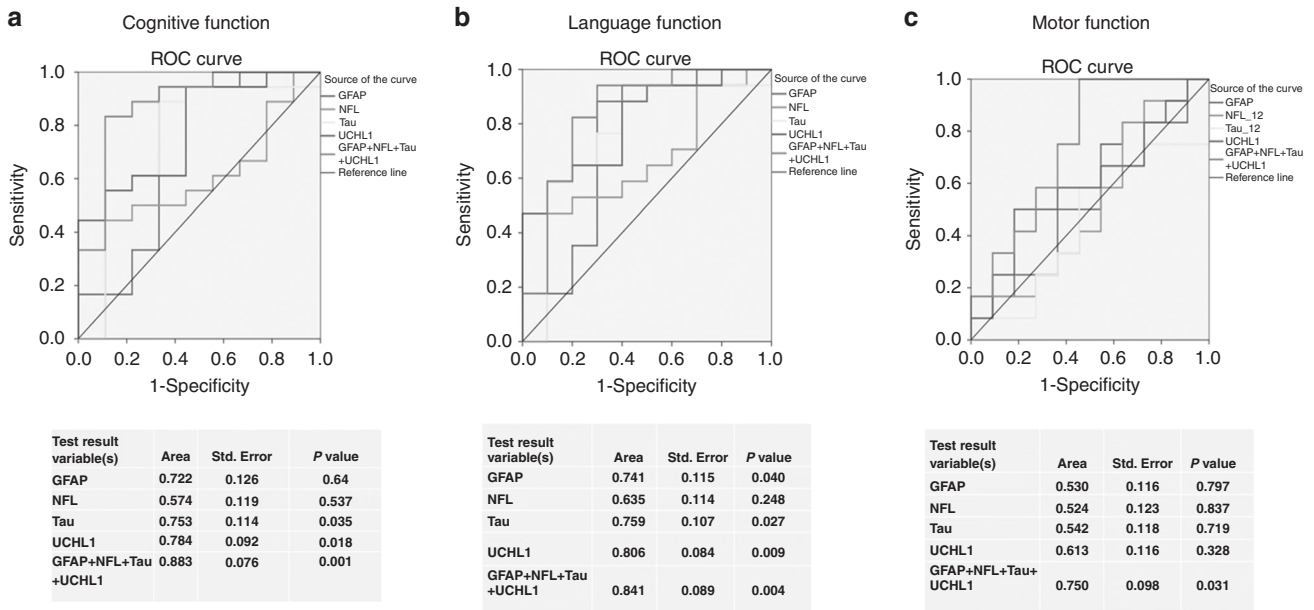 a
Cognitive function
ROC curve
1.0
0.8
0.6
0.4
0.2
0.0
Sensitivity
0.0 0.2 0.4 0.6 0.8 1.0
1-Specificity
Source of the curve
GFAP
NFL
Tau
UCHL1
GFAP+NFL+Tau
+UCHL1
Reference line
Test result
variable(s) Area Std. Error P value
GFAP 0.722 0.126 0.64
NFL 0.574 0.119 0.537
Tau 0.753 0.114 0.035
UCHL1 0.784 0.092 0.018
GFAP+NFL+Tau 0.883 0.076 0.001
+UCHL1
b
Language function
ROC curve
1.0
0.8
0.6
0.4
0.2
0.0
Sensitivity
0.0 0.2 0.4 0.6 0.8 1.0
1-Specificity
Source of the curve
GFAP
NFL
Tau
UCHL1
GFAP+NFL+Tau
+UCHL1
Reference line
Test result
variable(s) Area Std. Error P value
GFAP 0.741 0.115 0.040
NFL 0.635 0.114 0.248
Tau 0.759 0.107 0.027
UCHL1 0.806 0.084 0.009
GFAP+NFL+Tau
+UCHL1 0.841 0.089 0.004
c
Motor function
ROC curve
1.0
0.8
0.6
0.4
0.2
0.0
Sensitivity
0.0 0.2 0.4 0.6 0.8 1.0
1-Specificity
Source of the curve
GFAP
NFL_12
Tau_12
UCHL1
GFAP+NFL+Tau
+UCHL1
Reference line
Test result
variable(s) Area Std. Error P value
GFAP 0.530 0.116 0.797
NFL 0.524 0.123 0.837
Tau 0.542 0.118 0.719
UCHL1 0.613 0.116 0.328
GFAP+NFL+Tau+
UCHL1 0.750 0.098 0.031